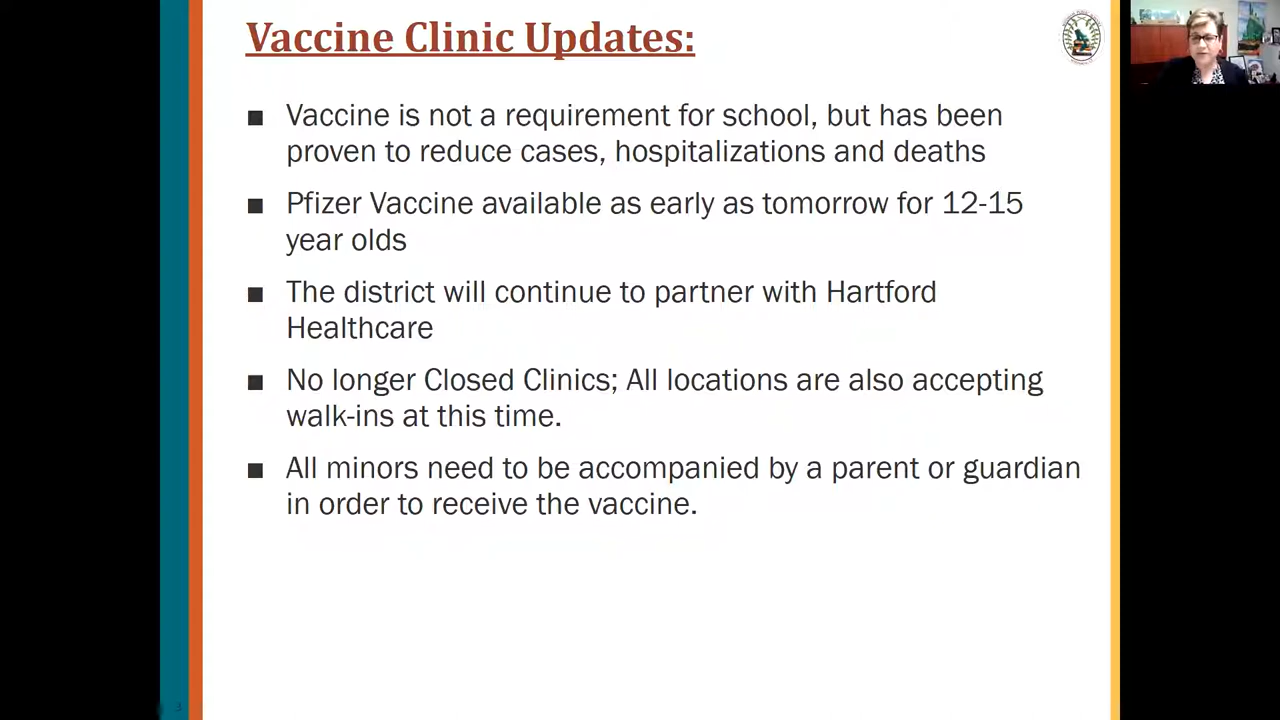 Vaccine Clinic Updates:
■ Vaccine is not a requirement for school, but has been
proven to reduce cases, hospitalizations and deaths
■ Pfizer Vaccine available as early as tomorrow for 12-15
year olds
■ The district will continue to partner with Hartford
Healthcare
■ No longer Closed Clinics; All locations are also accepting
walk-ins at this time.
■ All minors need to be accompanied by a parent or guardian
in order to receive the vaccine.
3